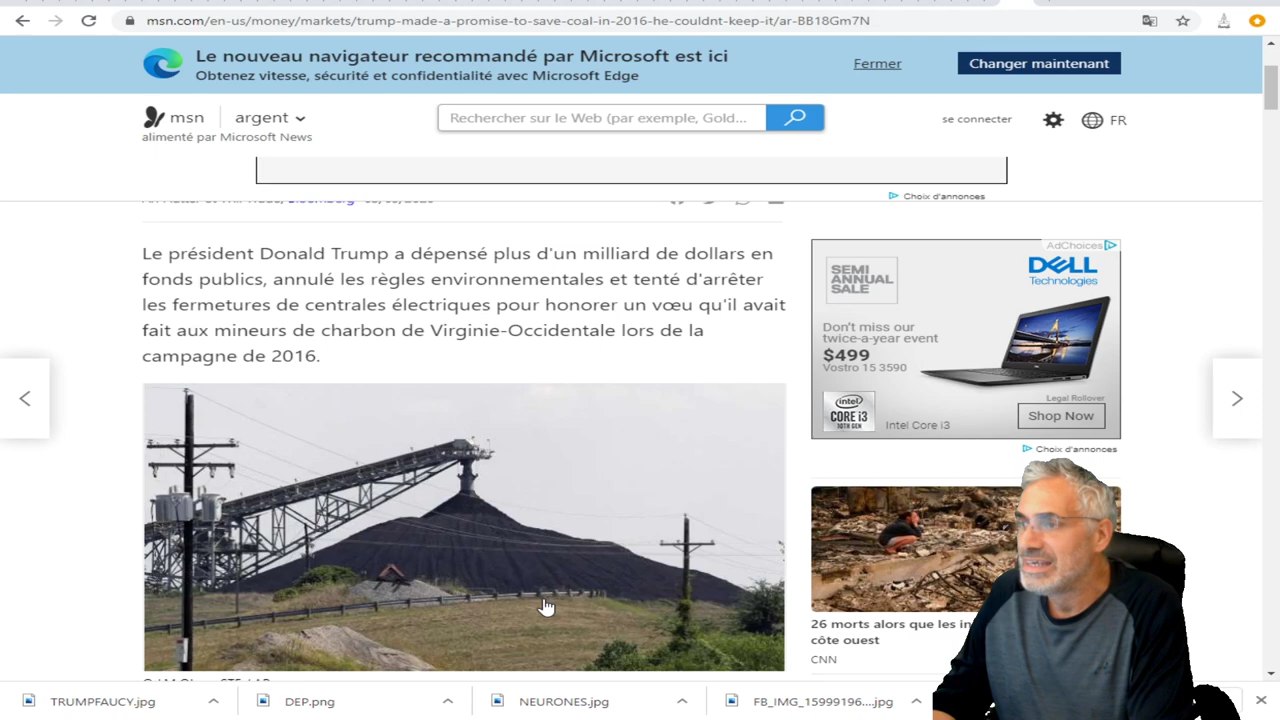 msn.com/en-us/money/markets/trump-made-a-promise-to-save-coal-in-2016-he-couldnt-keep-it/ar-BB18Gm7N
Le nouveau navigateur recommandé par Microsoft est ici
Obtenez vitesse, sécurité et confidentialité avec Microsoft Edge
Fermer
Changer maintenant
msn
argent
alimenté par Microsoft News
Rechercher sur le Web (par exemple, Gold...
se connecter
FR
Choix d'annonces
Le président Donald Trump a dépensé plus d'un milliard de dollars en
fonds publics, annulé des règles environnementales et tenté d'arrêter
les fermetures de centrales électriques pour honorer un vœu qu'il avait
fait aux mineurs de charbon de Virginie-Occidentale lors de la
campagne de 2016.
AdChoices
SEMI
ANNUAL
SALE
DELL
Technologies
Don't miss our
twice-a-year event
$499
Vostro 15 3590
intel
CORE i3
10TH GEN
Intel Core i3
Legal Rollover
Shop Now
Choix d'annonces
26 morts alors que les in
côte ouest
CNN
TRUMPFAUCY.jpg
DEP.png
NEURONES.jpg
FB_IMG_15999196....jpg